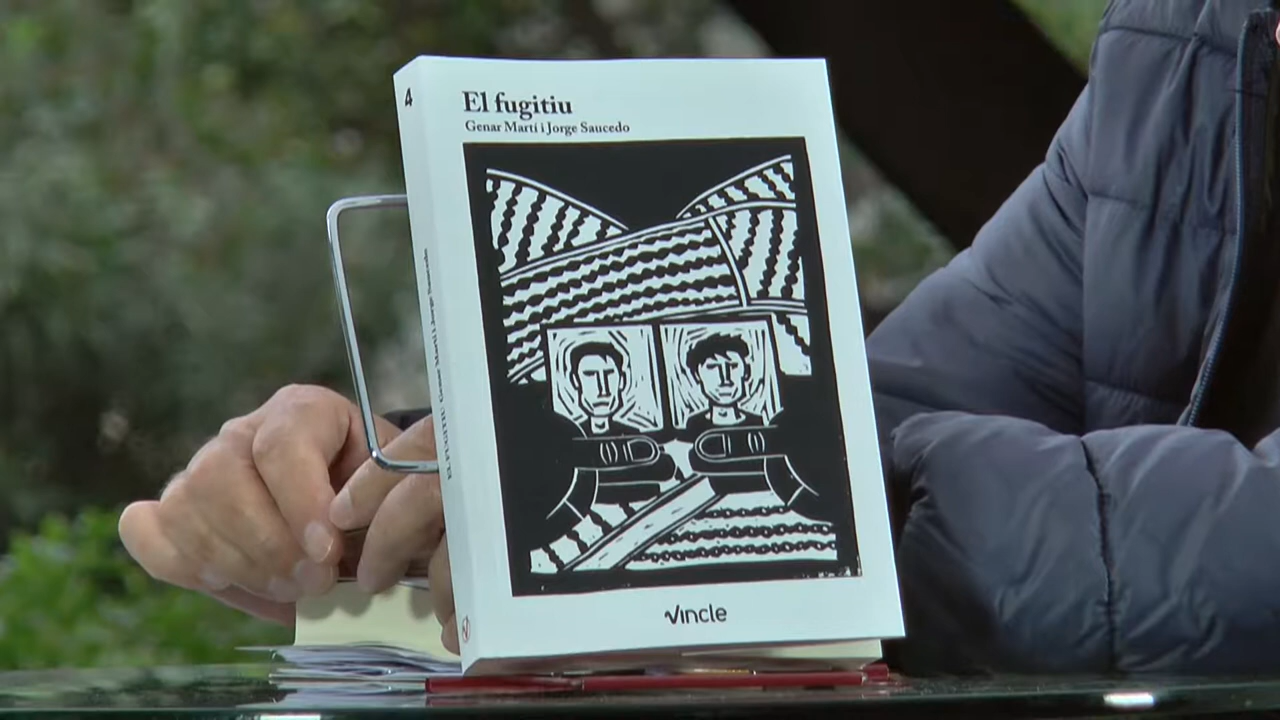 El fugitiu
Genar Martí i Jorge Saucedo
4
EL FUGITIU Genar Martí i Jorge Saucedo
Vincle